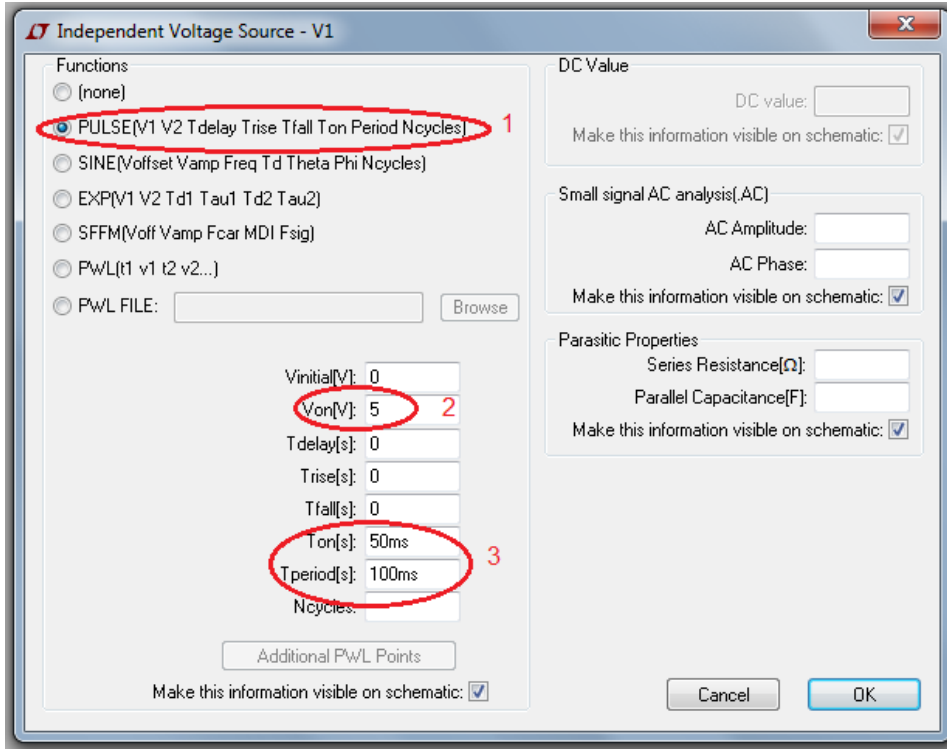 Independent Voltage Source - V1
Functions
(none)
PULSE(V1 V2 Tdelay Trise Tfall Ton Period Ncycles) 1
SINE(Voffset Vamp Freq Td Theta Phi Ncycles)
EXP(V1 V2 Td1 Tau1 Td2 Tau2)
SFFM(Voff Vamp Fcar MDI Fsig)
PWL(t1 v1 t2 v2...)
PWL FILE: Browse
Vinitial[V]: 0
Von[V]: 5 2
Tdelay[s]: 0
Trise[s]: 0
Tfall[s]: 0
Ton[s]: 50ms
3
Tperiod[s]: 100ms
Ncycles:
Additional PWL Points
Make this information visible on schematic:
DC Value
DC value:
Make this information visible on schematic:
Small signal AC analysis(.AC)
AC Amplitude:
AC Phase:
Make this information visible on schematic:
Parasitic Properties
Series Resistance[Ω]:
Parallel Capacitance[F]:
Make this information visible on schematic:
Cancel OK